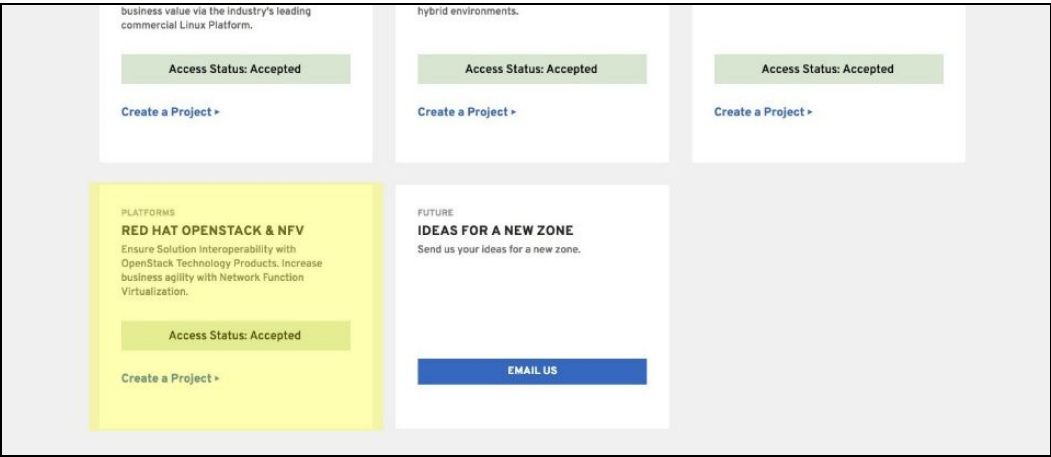 business value via the industry's leading
commercial Linux Platform.
Access Status: Accepted
Create a Project ▸
hybrid environments.
Access Status: Accepted
Create a Project ▸
Access Status: Accepted
Create a Project ▸
PLATFORMS
RED HAT OPENSTACK & NFV
Ensure Solution Interoperability with
OpenStack Technology Products. Increase
business agility with Network Function
Virtualization.
Access Status: Accepted
Create a Project ▸
FUTURE
IDEAS FOR A NEW ZONE
Send us your ideas for a new zone.
EMAIL US